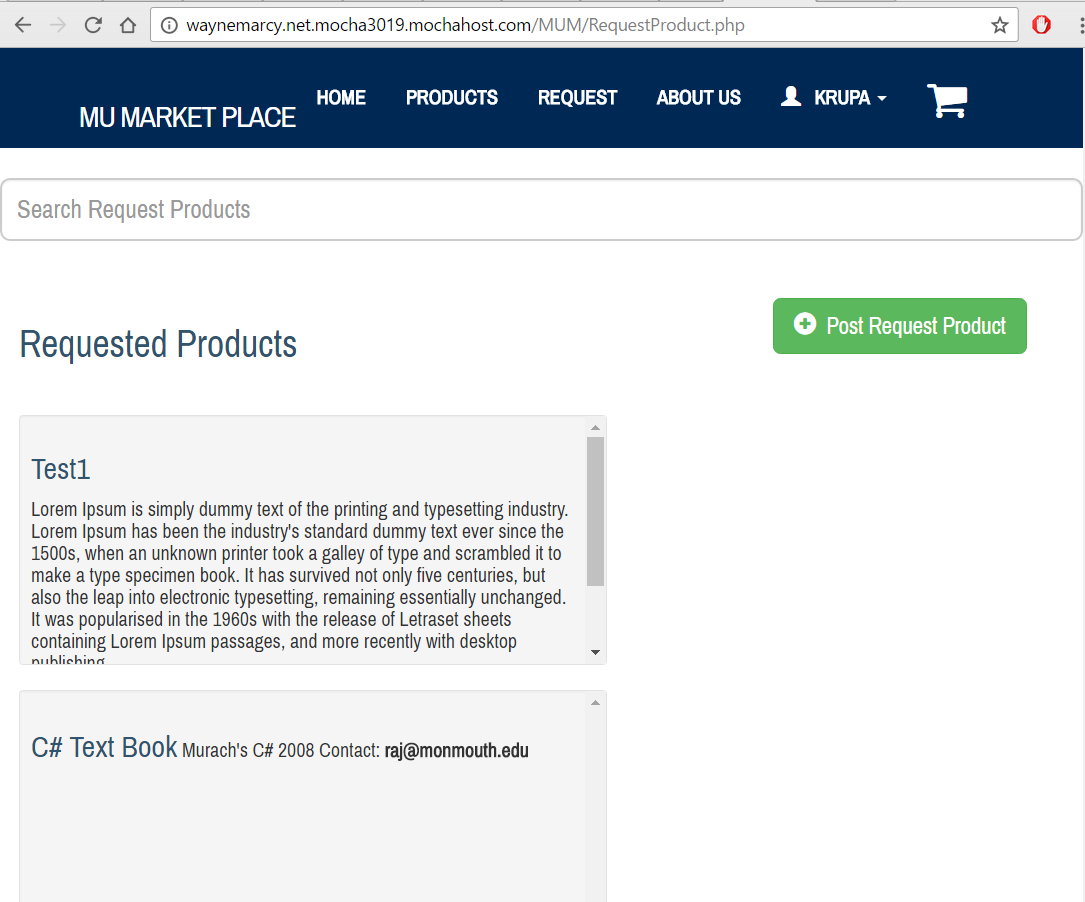 waynemarcy.net.mocha3019.mochahost.com/MUM/RequestProduct.php
MU MARKET PLACE HOME PRODUCTS REQUEST ABOUT US KRUPA
Search Request Products
Post Request Product
Requested Products
Test1
Lorem Ipsum is simply dummy text of the printing and typesetting industry.
Lorem Ipsum has been the industry's standard dummy text ever since the
1500s, when an unknown printer took a galley of type and scrambled it to
make a type specimen book. It has survived not only five centuries, but
also the leap into electronic typesetting, remaining essentially unchanged.
It was popularised in the 1960s with the release of Letraset sheets
containing Lorem Ipsum passages, and more recently with desktop
publishing
C# Text Book Murach's C# 2008 Contact: raj@monmouth.edu